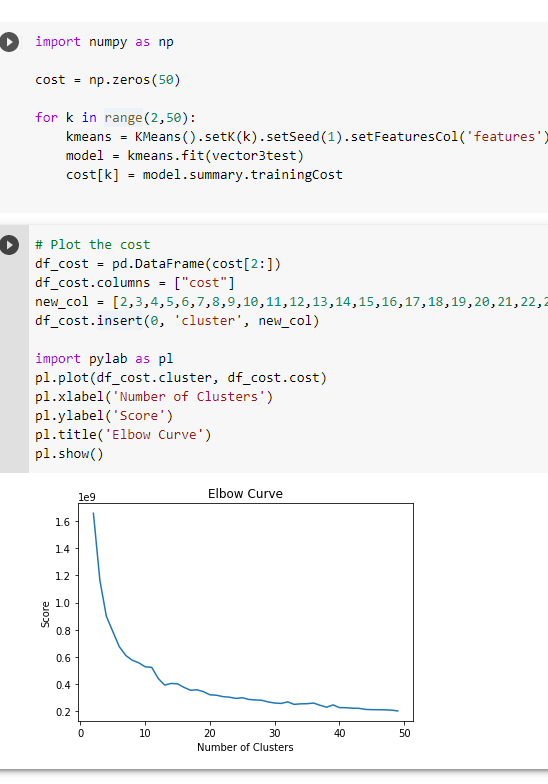 import numpy as np
cost = np.zeros(50)
for k in range(2,50):
kmeans = KMeans().setK(k).setSeed(1).setFeaturesCol('features')
model = kmeans.fit(vector3test)
cost[k] = model.summary.trainingCost
# Plot the cost
df_cost = pd.DataFrame(cost[2:])
df_cost.columns = ["cost"]
new_col = [2,3,4,5,6,7,8,9,10,11,12,13,14,15,16,17,18,19,20,21,22,2
df_cost.insert(0, 'cluster', new_col)
import pylab as pl
pl.plot(df_cost.cluster, df_cost.cost)
pl.xlabel('Number of Clusters')
pl.ylabel('Score')
pl.title('Elbow Curve')
pl.show()
1e9
Elbow Curve
1.6
1.4
1.2
1.0
0.8
0.6
0.4
0.2
Score
0 10 20 30 40 50
Number of Clusters